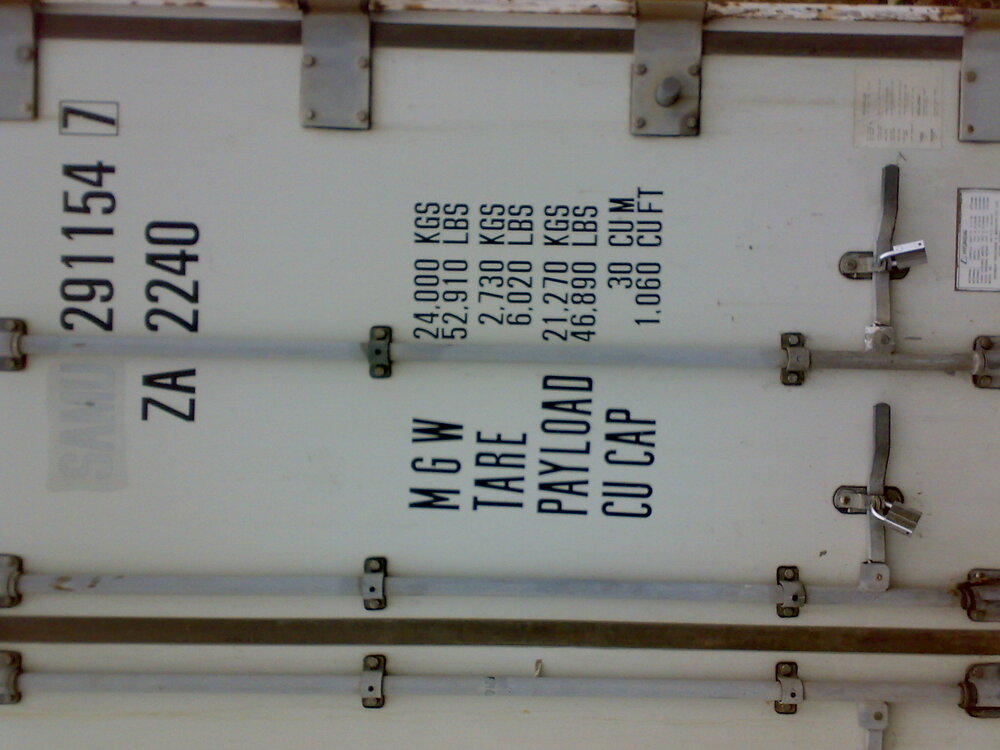 291154 7
ZA 2240
MGW 24,000 KGS
52,910 LBS
TARE 2,730 KGS
6,020 LBS
PAYLOAD 21,270 KGS
46,890 LBS
CU CAP 30 CU M
1,060 CU FT